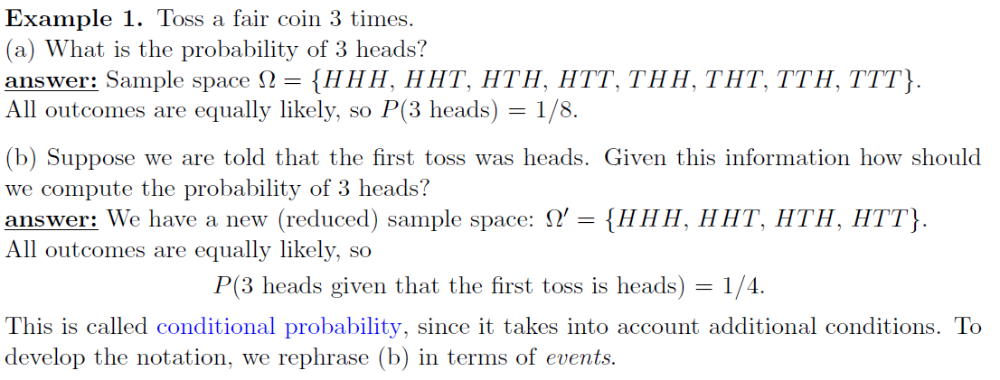 Example 1. Toss a fair coin 3 times.
(a) What is the probability of 3 heads?
answer: Sample space Ω = {HHH, HHT, HTH, HTT, THH, THT, TTH, TTT}.
All outcomes are equally likely, so P(3 heads) = 1/8.
(b) Suppose we are told that the first toss was heads. Given this information how should
we compute the probability of 3 heads?
answer: We have a new (reduced) sample space: Ω′ = {HHH, HHT, HTH, HTT}.
All outcomes are equally likely, so
P(3 heads given that the first toss is heads) = 1/4.
This is called conditional probability, since it takes into account additional conditions. To
develop the notation, we rephrase (b) in terms of events.